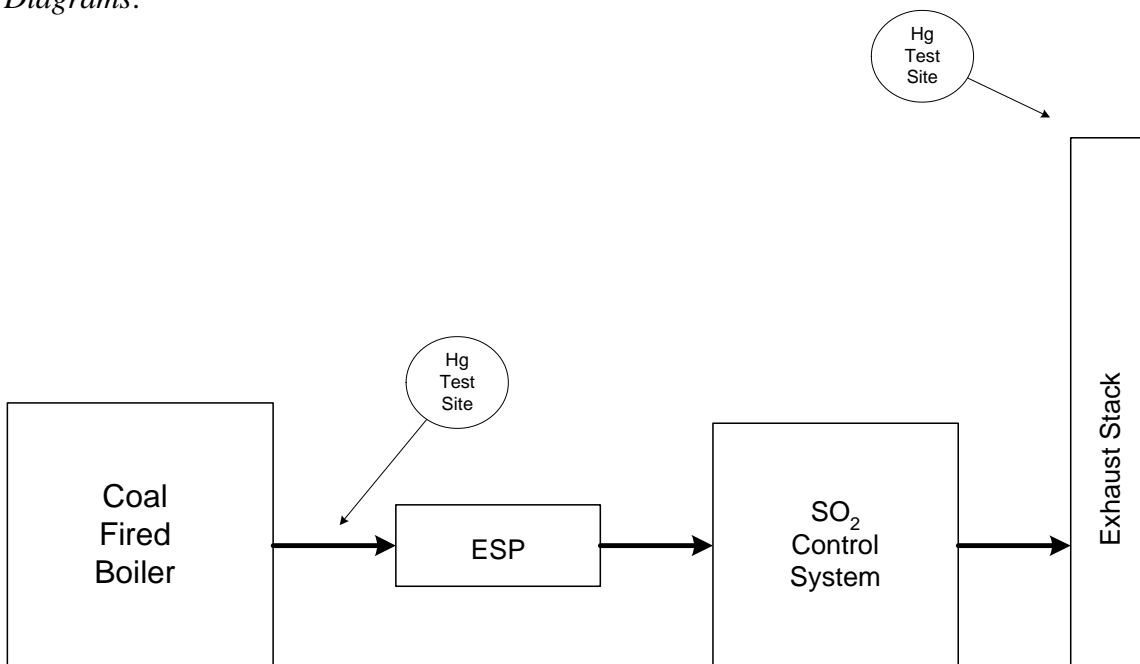 Diagrams:
Hg
Test
Site
Hg
Test
Site
Coal
Fired
Boiler
ESP
SO₂
Control
System
Exhaust Stack